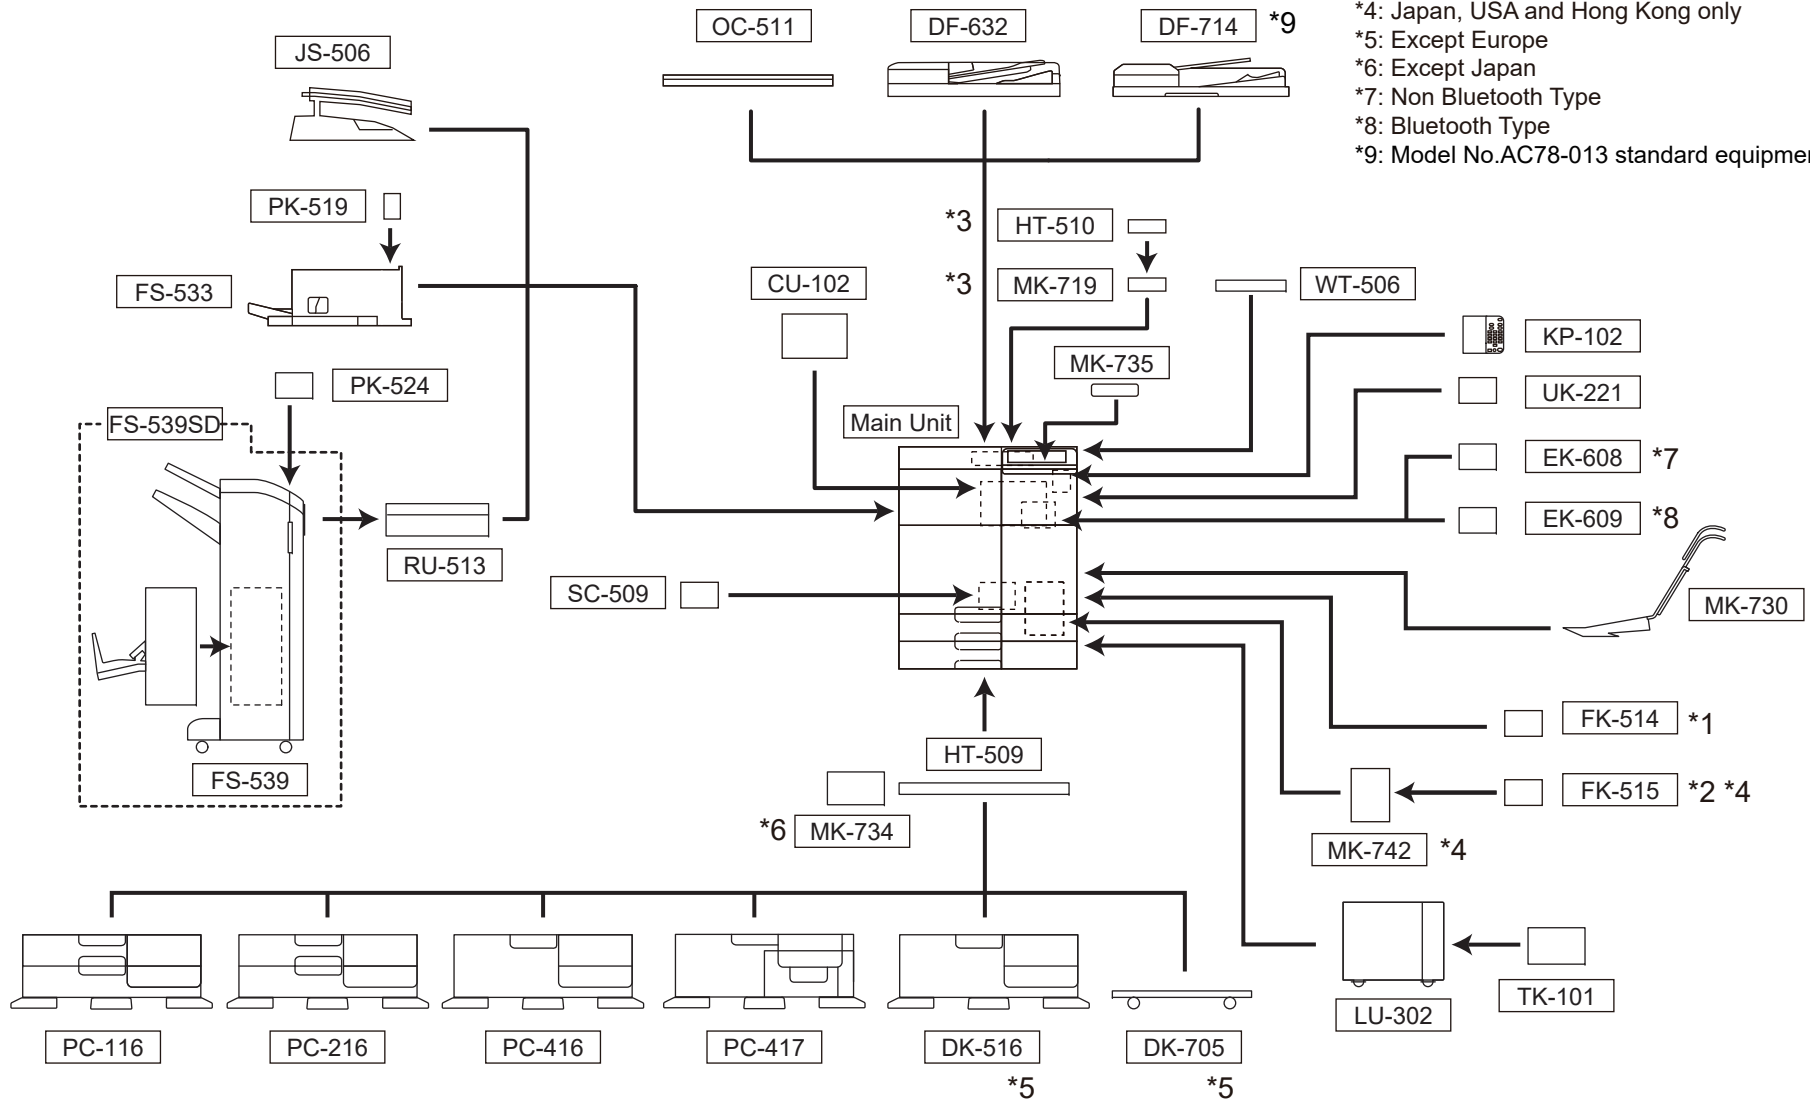 OC-511
DF-632
DF-714 *9
*4: Japan, USA and Hong Kong only
*5: Except Europe
*6: Except Japan
*7: Non Bluetooth Type
*8: Bluetooth Type
*9: Model No.AC78-013 standard
JS-506
PK-519
*3 HT-510
CU-102
*3 MK-719
WT-506
FS-533
KP-102
MK-735
PK-524
UK-221
FS-539SD
Main Unit
EK-608 *7
EK-609 *8
RU-513
SC-509
MK-730
FK-514 *1
HT-509
FS-539
FK-515 *2 *4
*6 MK-734
MK-742 *4
TK-101
LU-302
PC-116
PC-216
PC-416
PC-417
DK-516
DK-705
*5
*5